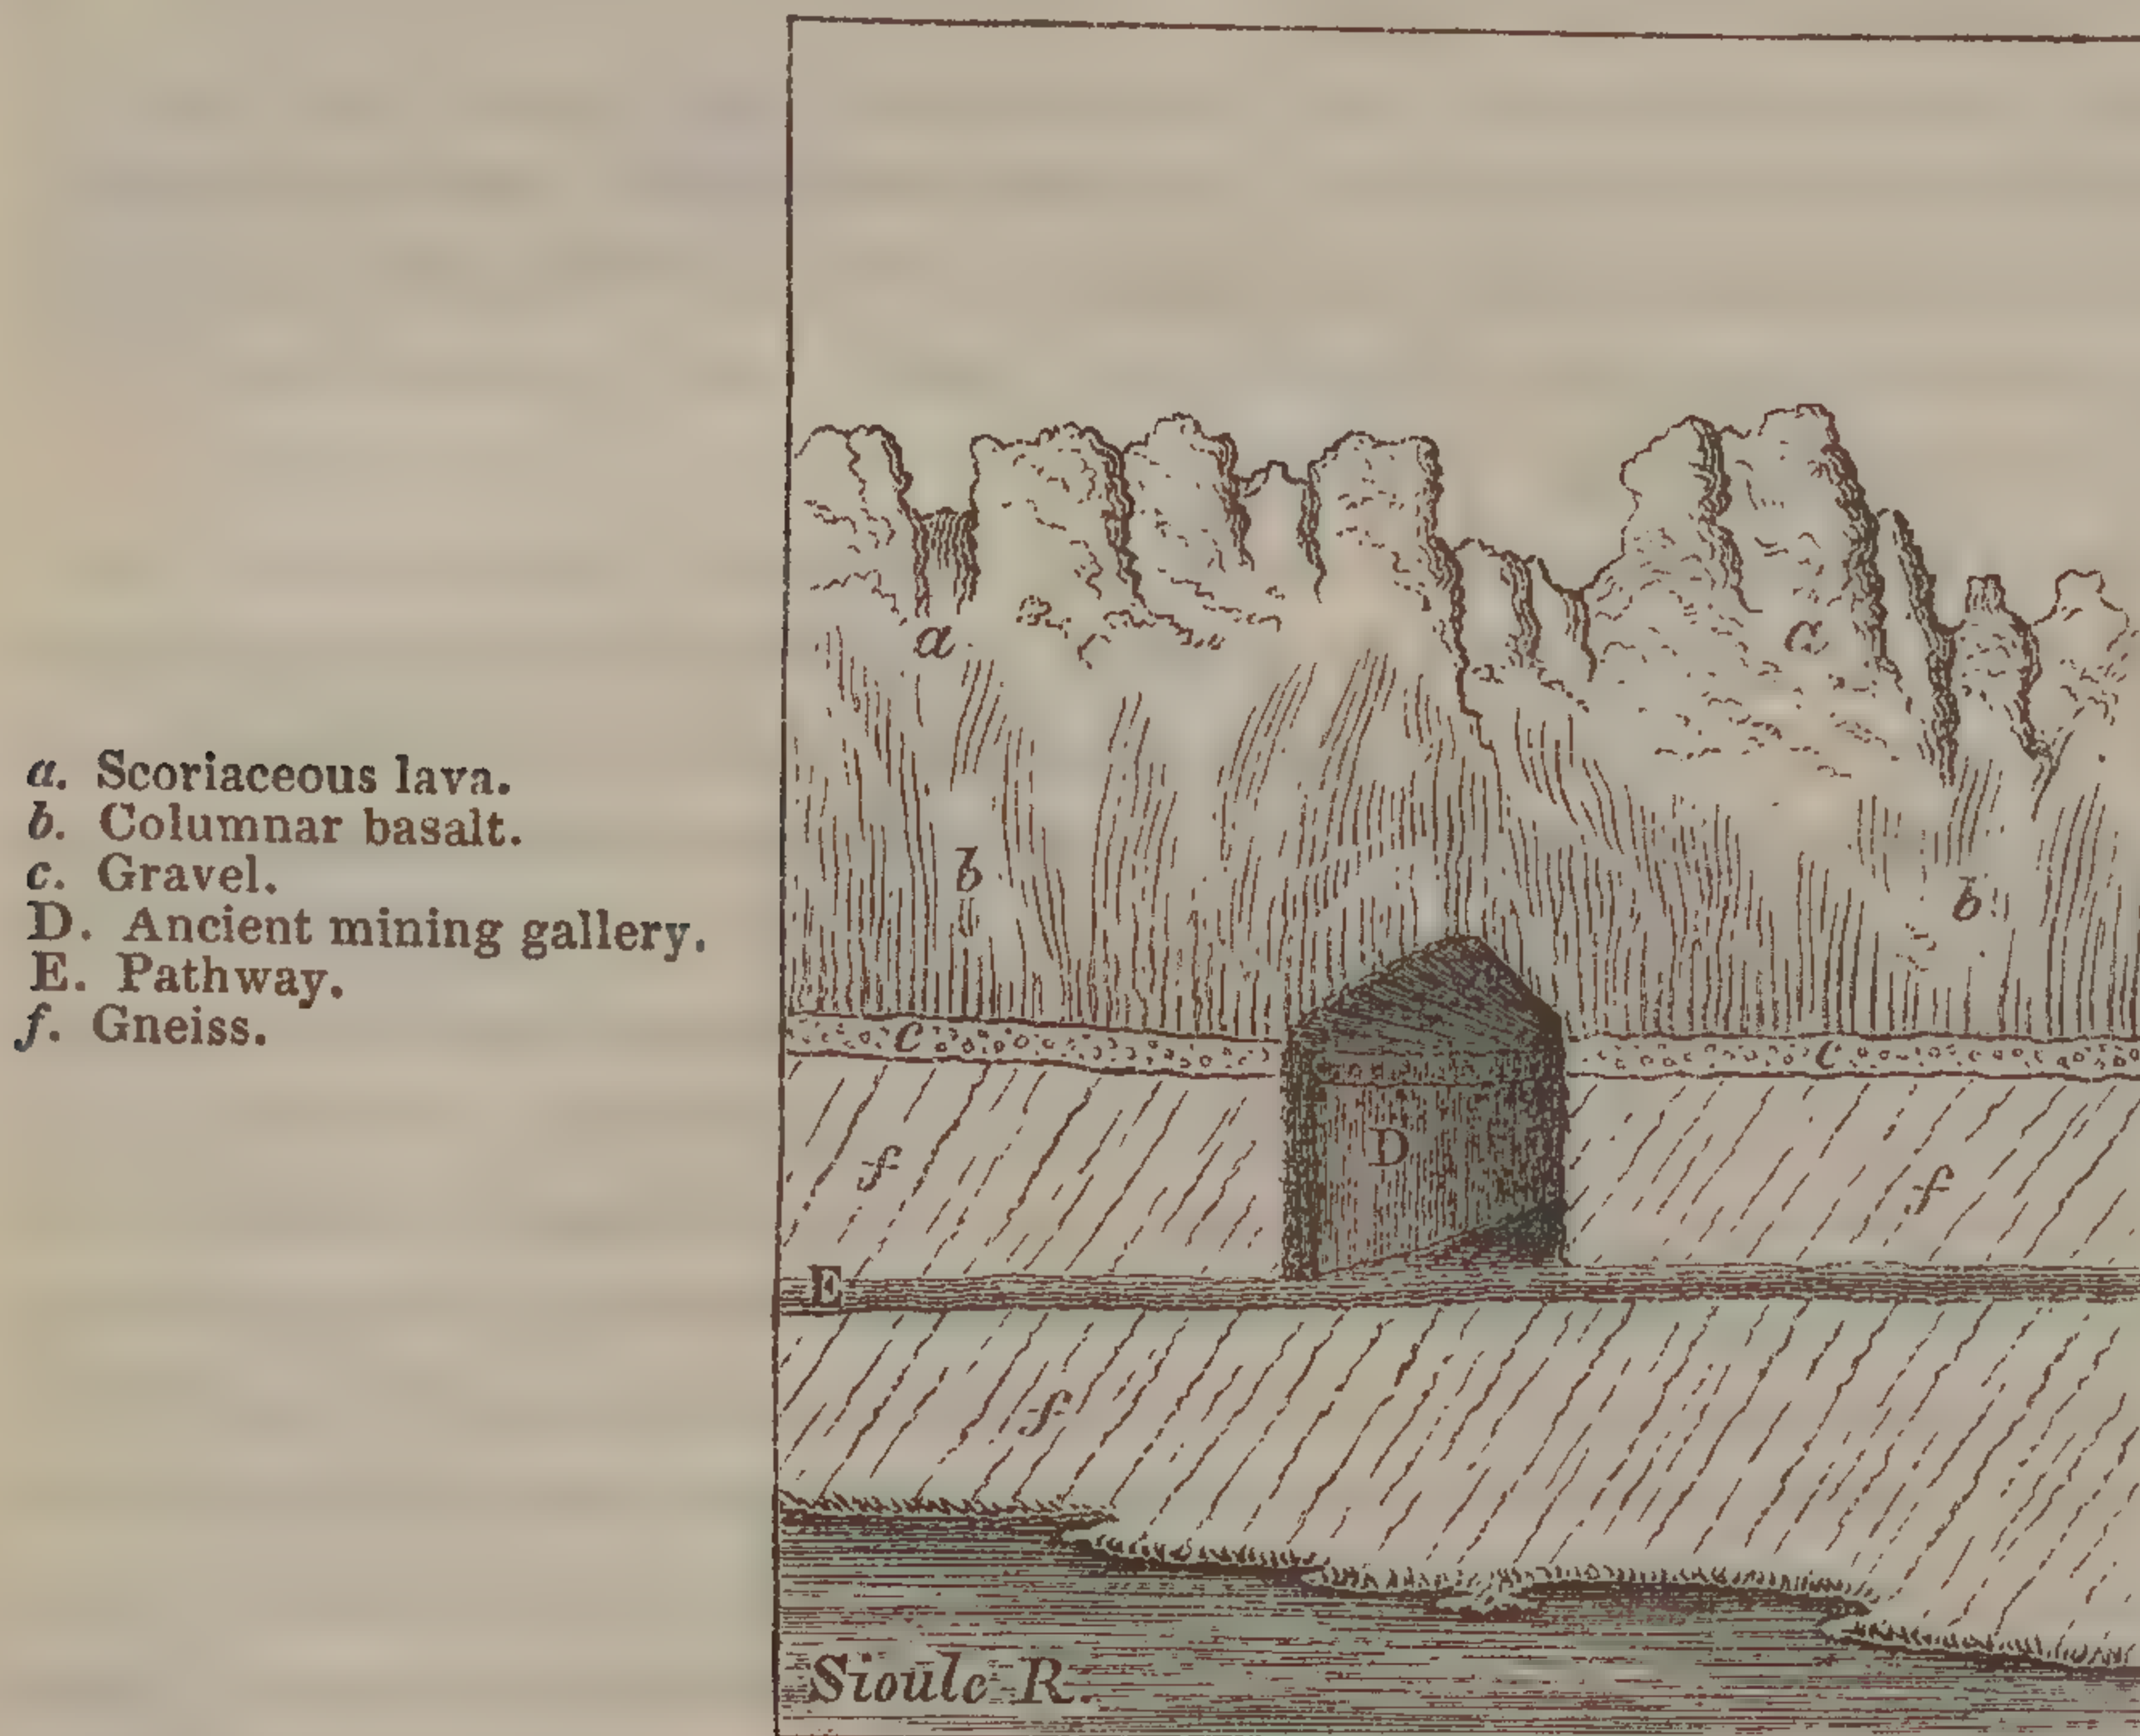 a. Scoriaceous lava.
b. Columnar basalt.
c. Gravel.
D. Ancient mining gallery.
E. Pathway.
f. Gneiss.
a
c
b
b
c
c
D
f
f
E
f
Sioule R.